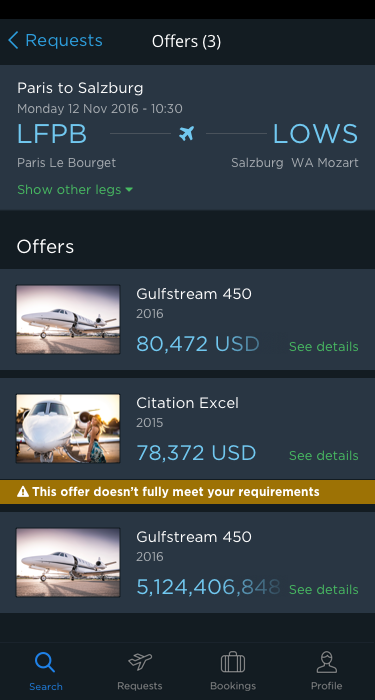 Requests
Offers (3)
Paris to Salzburg
Monday 12 Nov 2016 - 10:30
LFPB
LOWS
Paris Le Bourget
Salzburg WA Mozart
Show other legs
Offers
Gulfstream 450
2016
80,472 USD
See details
Citation Excel
2015
78,372 USD
See details
This offer doesn't fully meet your requirements
Gulfstream 450
2016
5,124,406,848
See details
Search
Requests
Bookings
Profile